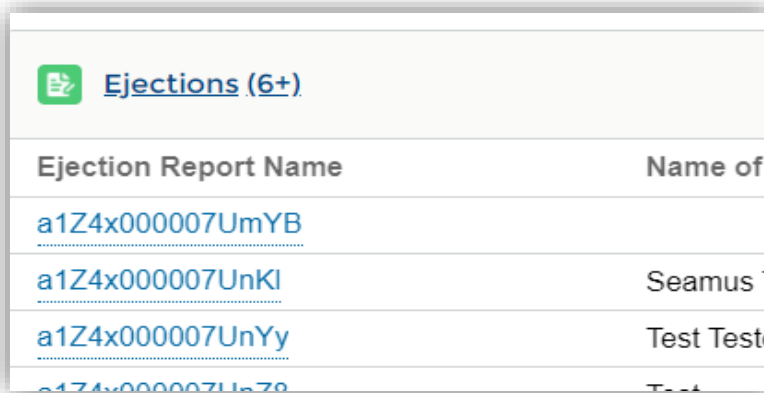 Ejections (6+)
Ejection Report Name Name of
a1Z4x000007UmYB
a1Z4x000007UnKl Seamus
a1Z4x000007UnYy Test